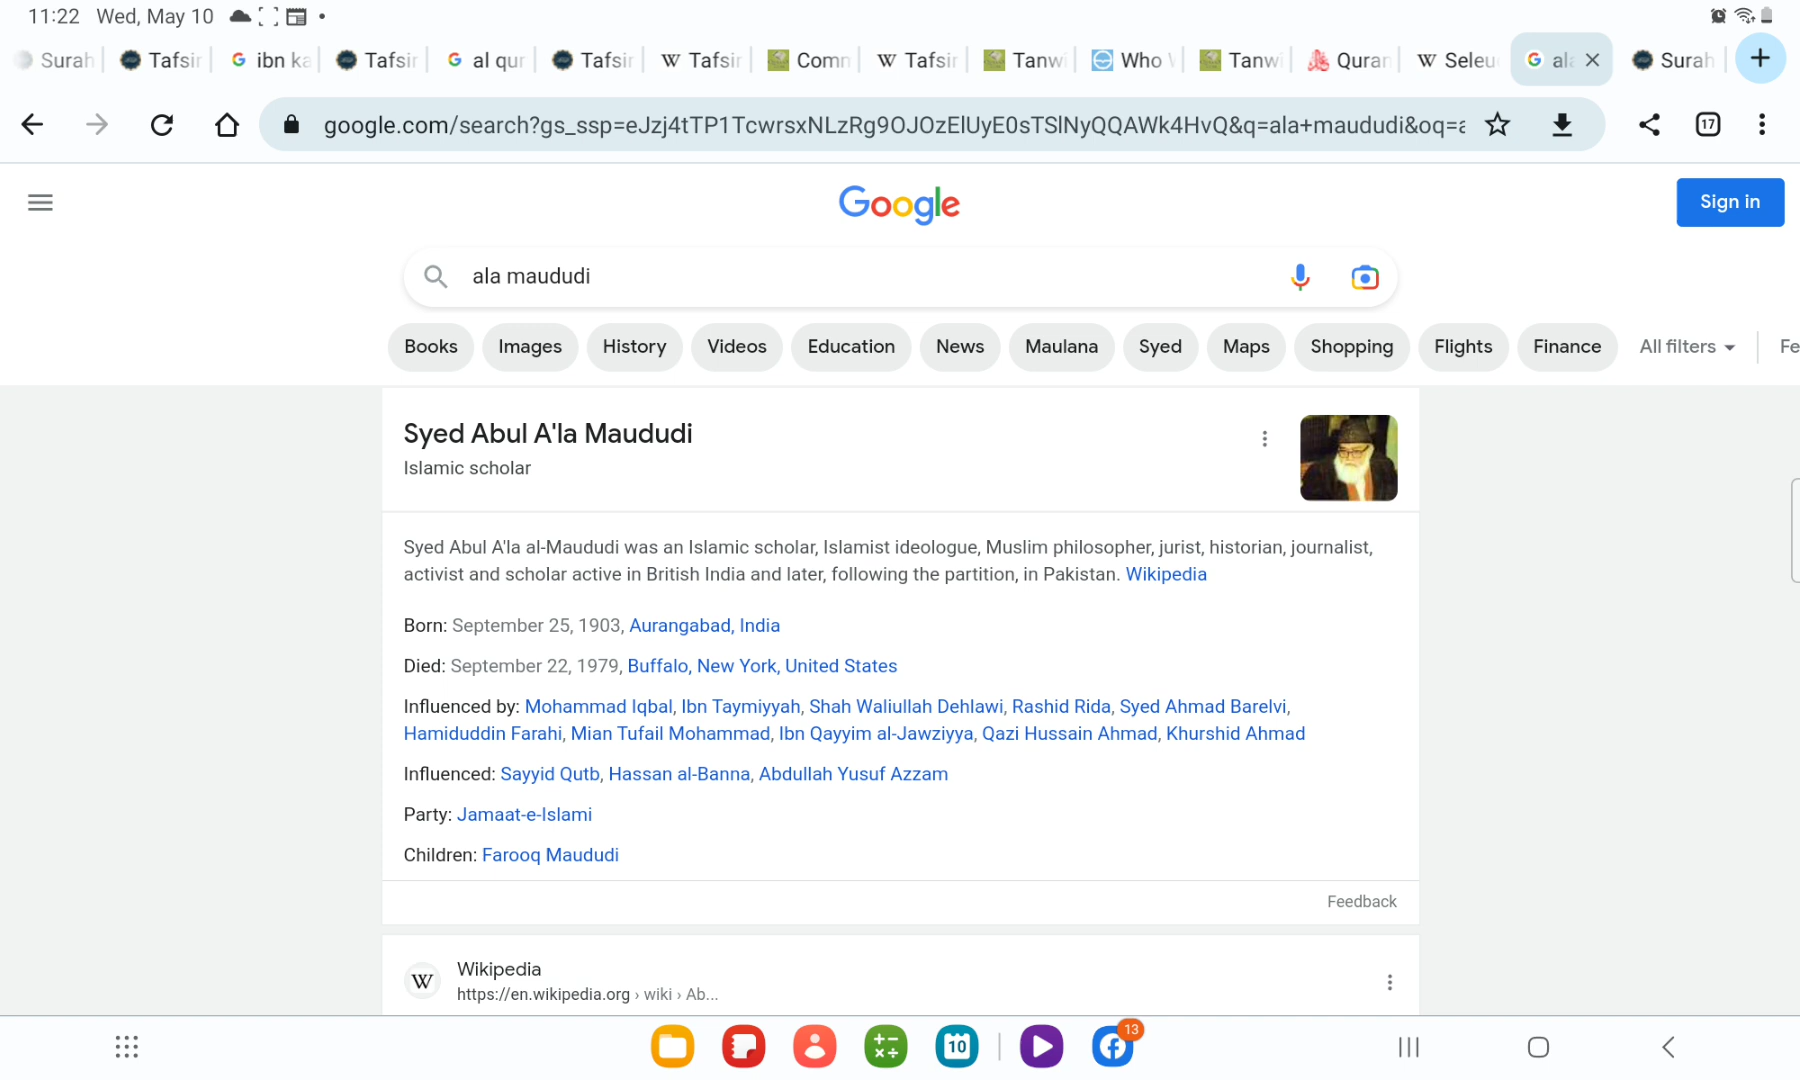 11:22 Wed, May 10
Surah Tafsir ibn ka Tafsir al qur Tafsir Tafsir Comn Tafsir Tanwi Who Tanwi Quran Seleu ala Surah
google.com/search?gs_ssp=eJzj4tTP1TcwrsxNLzRg9OJOzElUyE0sTSlNyQQAWk4HvQ&q=ala+maududi&oq=a
17
Google
Sign in
ala maududi
Books Images History Videos Education News Maulana Syed Maps Shopping Flights Finance All filters Fe
Syed Abul A'la Maududi
Islamic scholar
Syed Abul A'la al-Maududi was an Islamic scholar, Islamist ideologue, Muslim philosopher, jurist, historian, journalist,
activist and scholar active in British India and later, following the partition, in Pakistan. Wikipedia
Born: September 25, 1903, Aurangabad, India
Died: September 22, 1979, Buffalo, New York, United States
Influenced by: Mohammad Iqbal, Ibn Taymiyyah, Shah Waliullah Dehlawi, Rashid Rida, Syed Ahmad Barelvi,
Hamiduddin Farahi, Mian Tufail Mohammad, Ibn Qayyim al-Jawziyya, Qazi Hussain Ahmad, Khurshid Ahmad
Influenced: Sayyid Qutb, Hassan al-Banna, Abdullah Yusuf Azzam
Party: Jamaat-e-Islami
Children: Farooq Maududi
Feedback
W
Wikipedia
https://en.wikipedia.org › wiki › Ab...
10
13